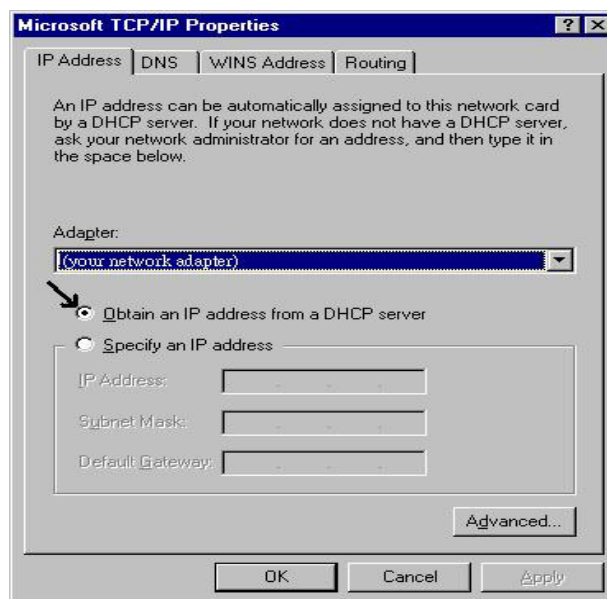 Microsoft TCP/IP Properties
IP Address DNS WINS Address Routing
An IP address can be automatically assigned to this network card
by a DHCP server. If your network does not have a DHCP server,
ask your network administrator for an address, and then type it in
the space below.
Adapter:
(your network adapter)
Obtain an IP address from a DHCP server
Specify an IP address
IP Address:
Subnet Mask:
Default Gateway:
Advanced...
OK Cancel Apply